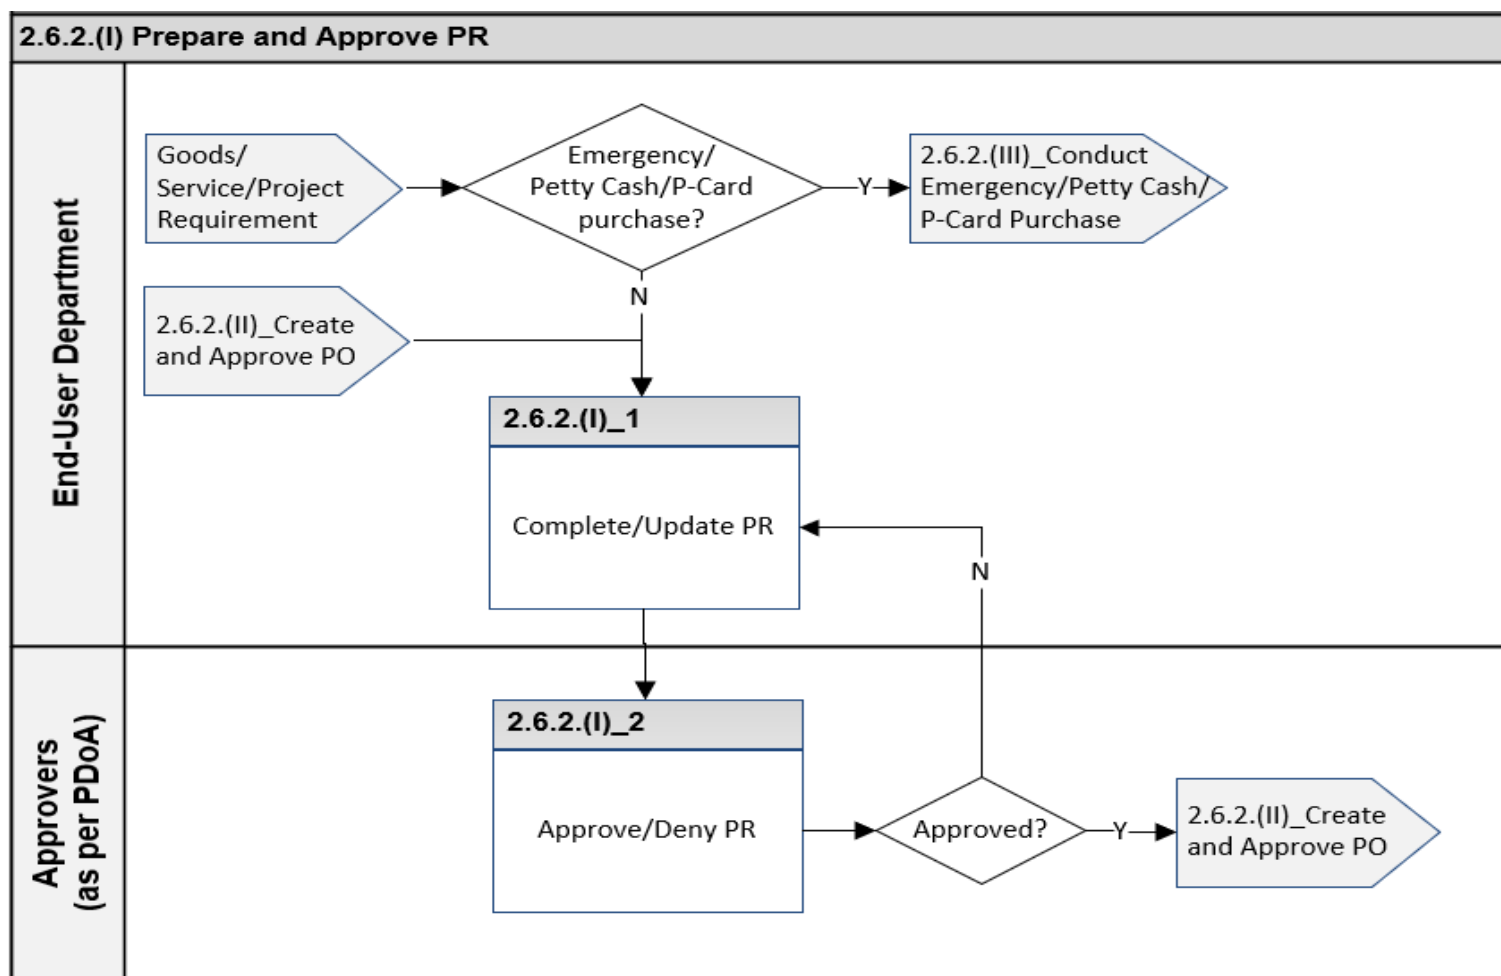 2.6.2.(I) Prepare and Approve PR
End-User Department
Goods/
Service/Project
Requirement
Emergency/
Petty Cash/P-Card
purchase?
Y
2.6.2.(III)_Conduct
Emergency/Petty Cash/
P-Card Purchase
N
2.6.2.(II)_Create
and Approve PO
2.6.2.(I)_1
Complete/Update PR
N
Approvers
(as per PDoA)
2.6.2.(I)_2
Approve/Deny PR
Approved?
Y
2.6.2.(II)_Create
and Approve PO